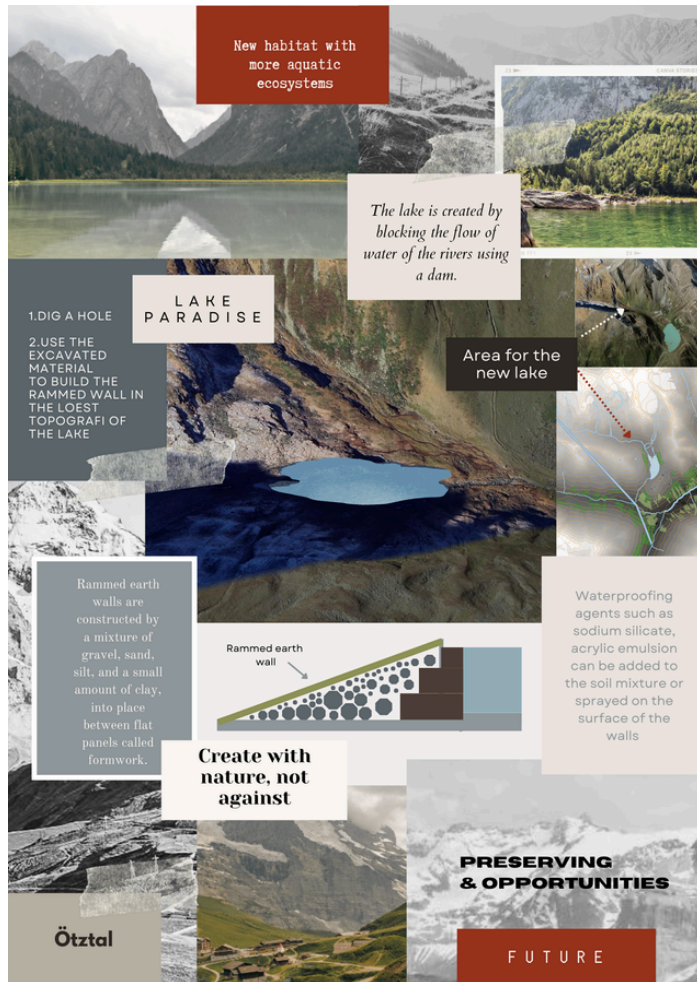 New habitat with
more aquatic
ecosystems
The lake is created by
blocking the flow of
water of the rivers using
a dam.
LAKE
PARADISE
1.DIG A HOLE
2.USE THE
EXCAVATED
MATERIAL
TO BUILD THE
RAMMED WALL IN
THE LOEST
TOPOGRAFI OF
THE LAKE
Area for the
new lake
Rammed earth
walls are
constructed by
a mixture of
gravel, sand,
silt, and a small
amount of clay,
into place
between flat
panels called
formwork.
Rammed earth
wall
Waterproofing
agents such as
sodium silicate,
acrylic emulsion
can be added to
the soil mixture or
sprayed on the
surface of the
walls
Create with
nature, not
against
PRESERVING
& OPPORTUNITIES
Ötztal
FUTURE